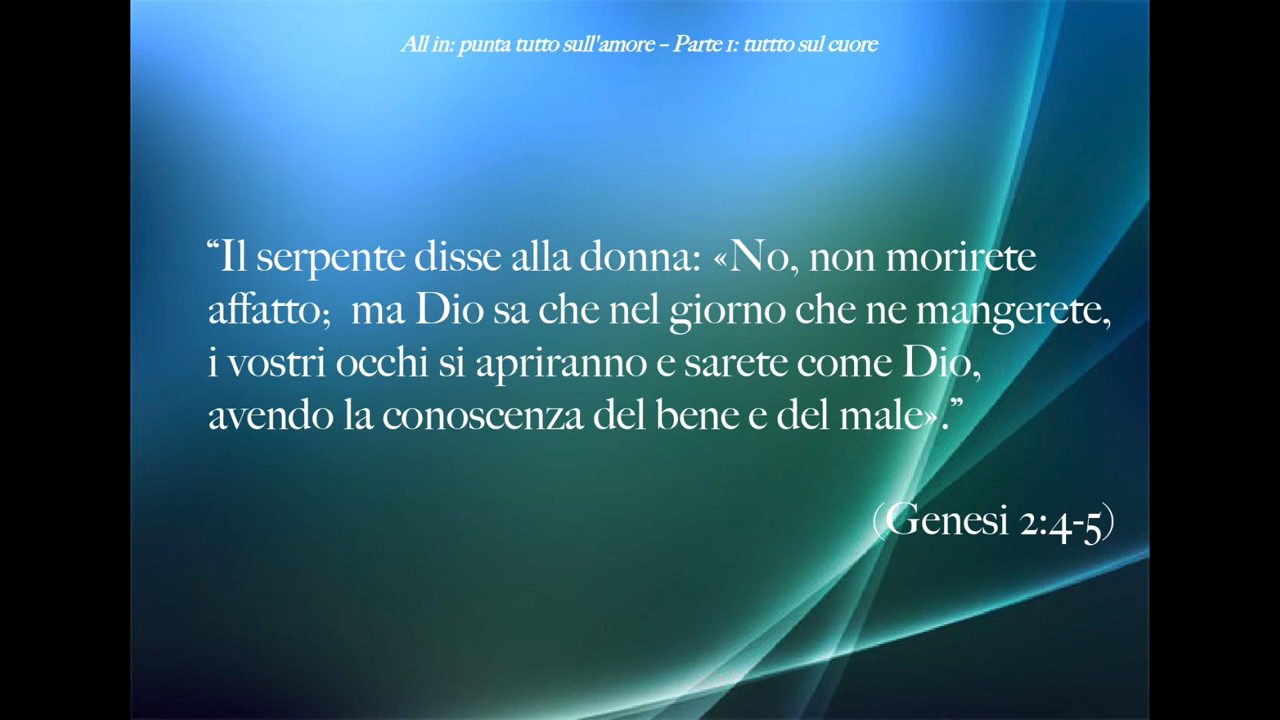 All in: punta tutto sull'amore – Parte 1: tuttto sul cuore
“Il serpente disse alla donna: «No, non morirete
affatto;  ma Dio sa che nel giorno che ne mangerete,
i vostri occhi si apriranno e sarete come Dio,
avendo la conoscenza del bene e del male».”
(Genesi 2:4-5)